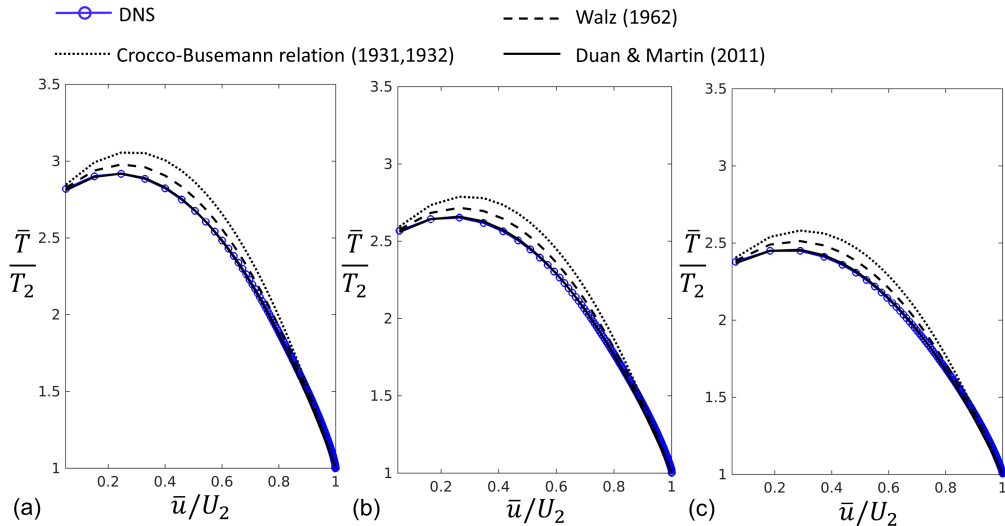 DNS
Walz (1962)
Crocco-Busemann relation (1931,1932)
Duan & Martin (2011)
3.5
3
2.5
2
1.5
1
T̄
T₂
0.2 0.4 0.6 0.8 1
(a)
ū/U₂
3.5
3
2.5
2
1.5
1
T̄
T₂
0.2 0.4 0.6 0.8 1
(b)
ū/U₂
3.5
3
2.5
2
1.5
1
T̄
T₂
0.2 0.4 0.6 0.8 1
(c)
ū/U₂